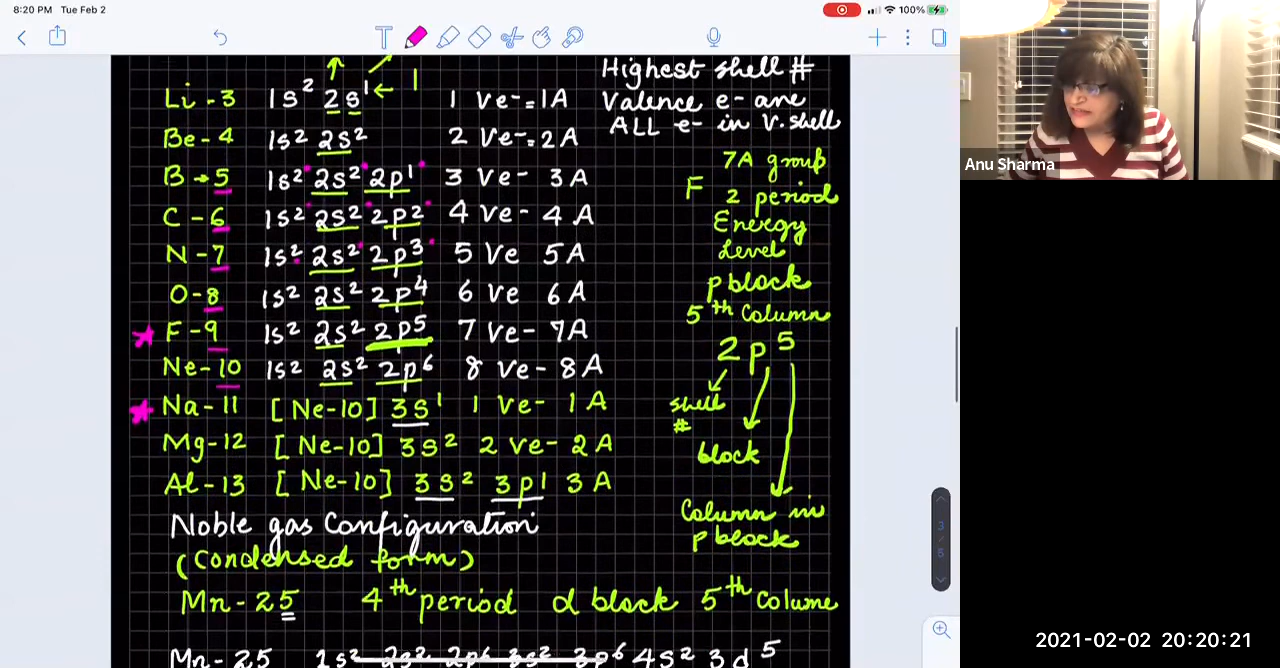 8:20 PM Tue Feb 2
100%
T
Li - 3 1s² 2s¹ ← 1 1 ve- = 1A
Be - 4 1s² 2s² 2 ve- = 2A
B → 5 1s² 2s² 2p¹ 3 ve- 3A
C - 6 1s² 2s² 2p² 4 ve- 4A
N - 7 1s² 2s² 2p³ 5 ve 5A
O - 8 1s² 2s² 2p⁴ 6 ve 6A
F - 9 1s² 2s² 2p⁵ 7 ve- 7A
Ne - 10 1s² 2s² 2p⁶ 8 ve- 8A
Na - 11 [Ne-10] 3s¹ 1 ve- 1A
Mg-12 [Ne-10] 3s² 2 ve- 2A
Al - 13 [Ne-10] 3s² 3p¹ 3A
Noble gas Configuration
(Condensed form)
Mn - 25 4th period d block 5th Colume
Mn - 25 1s² 2s² 2p⁶ 3s² 3p⁶ 4s² 3d⁵
Highest shell #
Valence e- are
ALL e- in v. shell
7A group
F 2 period
Energy
Level
p block
5th Column
2p⁵
shell
#
block
Column in
p block
3
5
Anu Sharma
2021-02-02 20:20:21